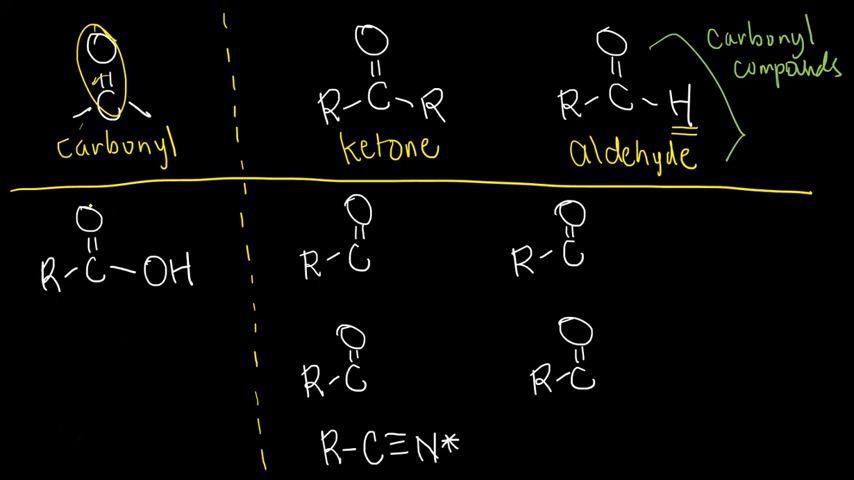 O O O carbonyl
|| || || compounds
C R-C-R R-C-H
carbonyl ketone aldehyde
O O O
|| || ||
R-C-OH R-C R-C
O O
|| ||
R-C R-C
R-C≡N*